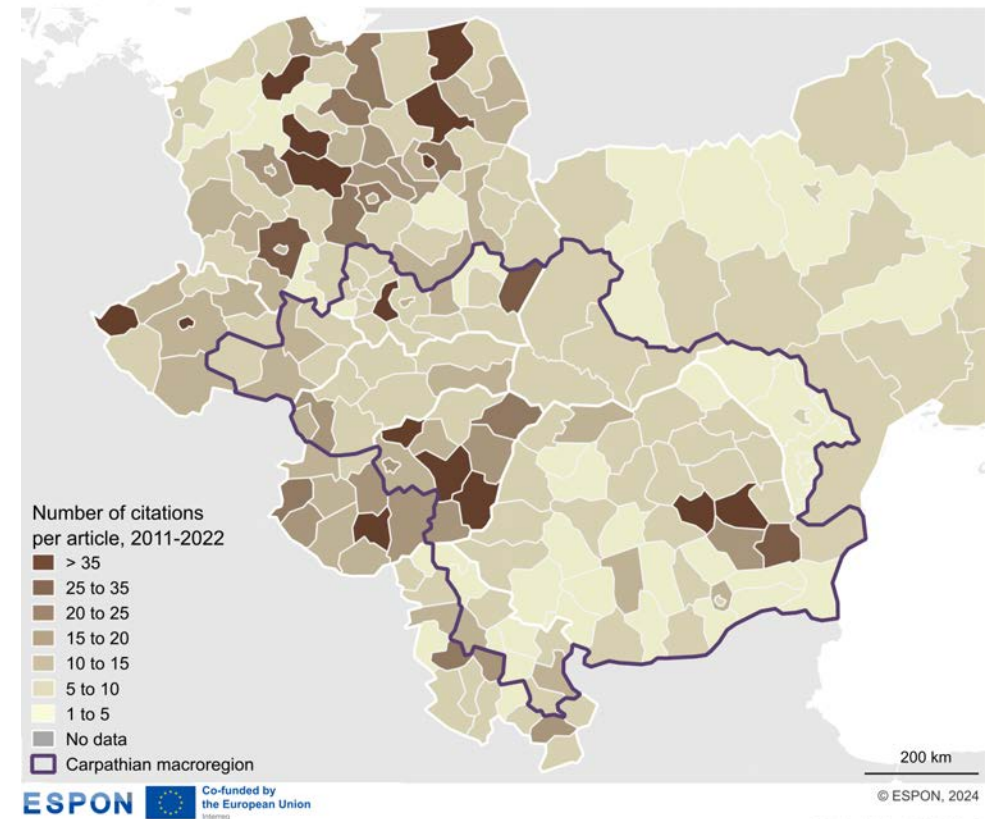 Number of citations
per article, 2011-2022
> 35
25 to 35
20 to 25
15 to 20
10 to 15
5 to 10
1 to 5
No data
Carpathian macroregion
200 km
ESPON
Co-funded by
the European Union
Interreg
© ESPON, 2024